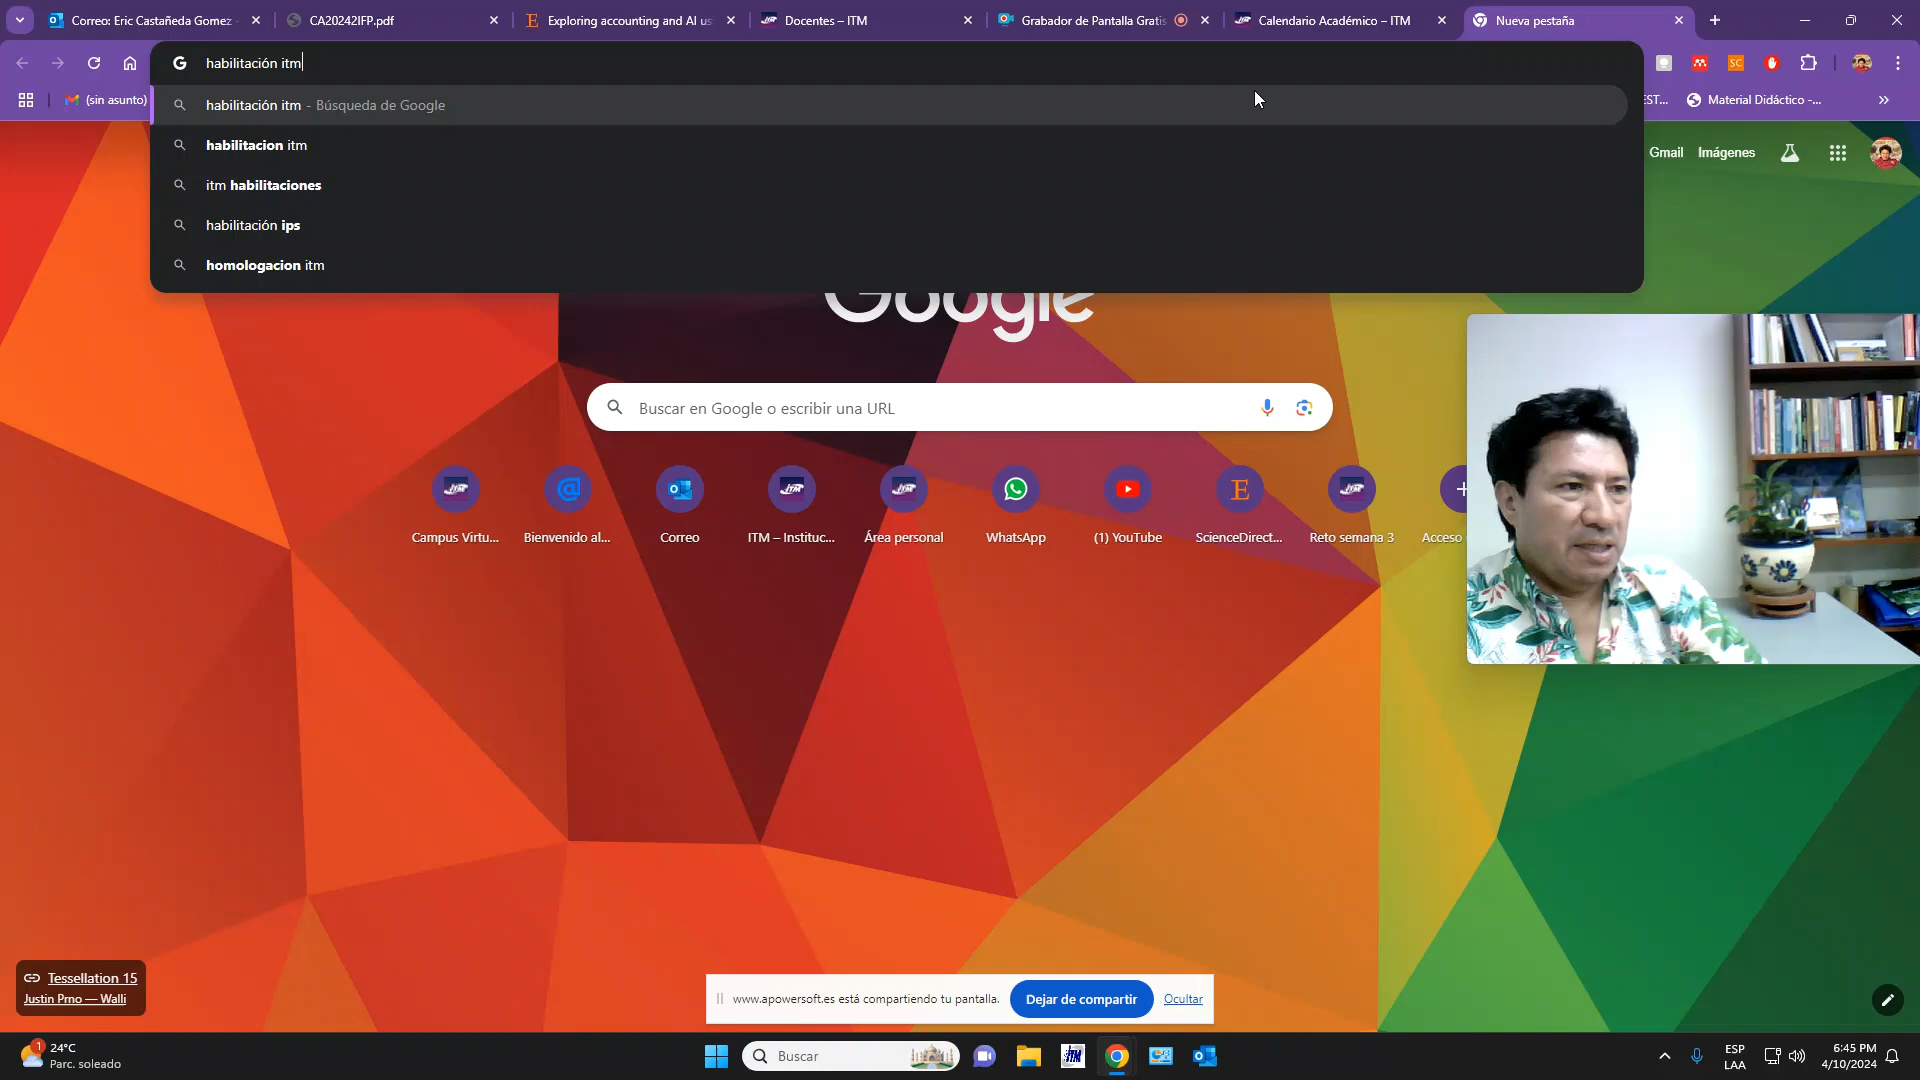 Correo: Eric Castañeda Gomez
CA20242IFP.pdf
Exploring accounting and AI us
Docentes – ITM
Grabador de Pantalla Gratis
Calendario Académico – ITM
Nueva pestaña
habilitación itm
SC
(sin asunto)
EST...
Material Didáctico -...
habilitación itm - Búsqueda de Google
habilitacion itm
itm habilitaciones
habilitación ips
homologacion itm
Gmail
Imágenes
Google
Buscar en Google o escribir una URL
Campus Virtu...
Bienvenido al...
Correo
ITM – Instituc...
Área personal
WhatsApp
(1) YouTube
ScienceDirect...
Reto semana 3
Acceso
Tessellation 15
Justin Prno — Walli
www.apowersoft.es está compartiendo tu pantalla.
Dejar de compartir
Ocultar
1
24°C
Parc. soleado
Buscar
ESP
LAA
6:45 PM
4/10/2024